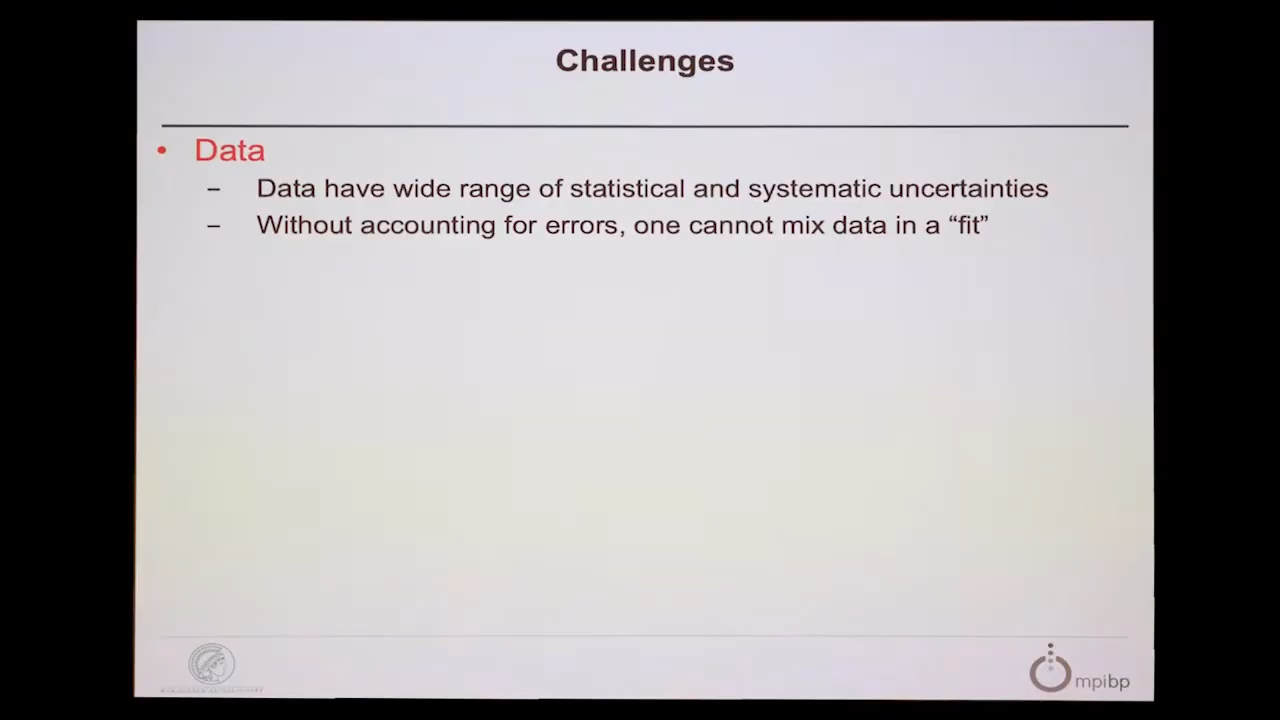 Challenges
• Data
– Data have wide range of statistical and systematic uncertainties
– Without accounting for errors, one cannot mix data in a “fit”
mpibp